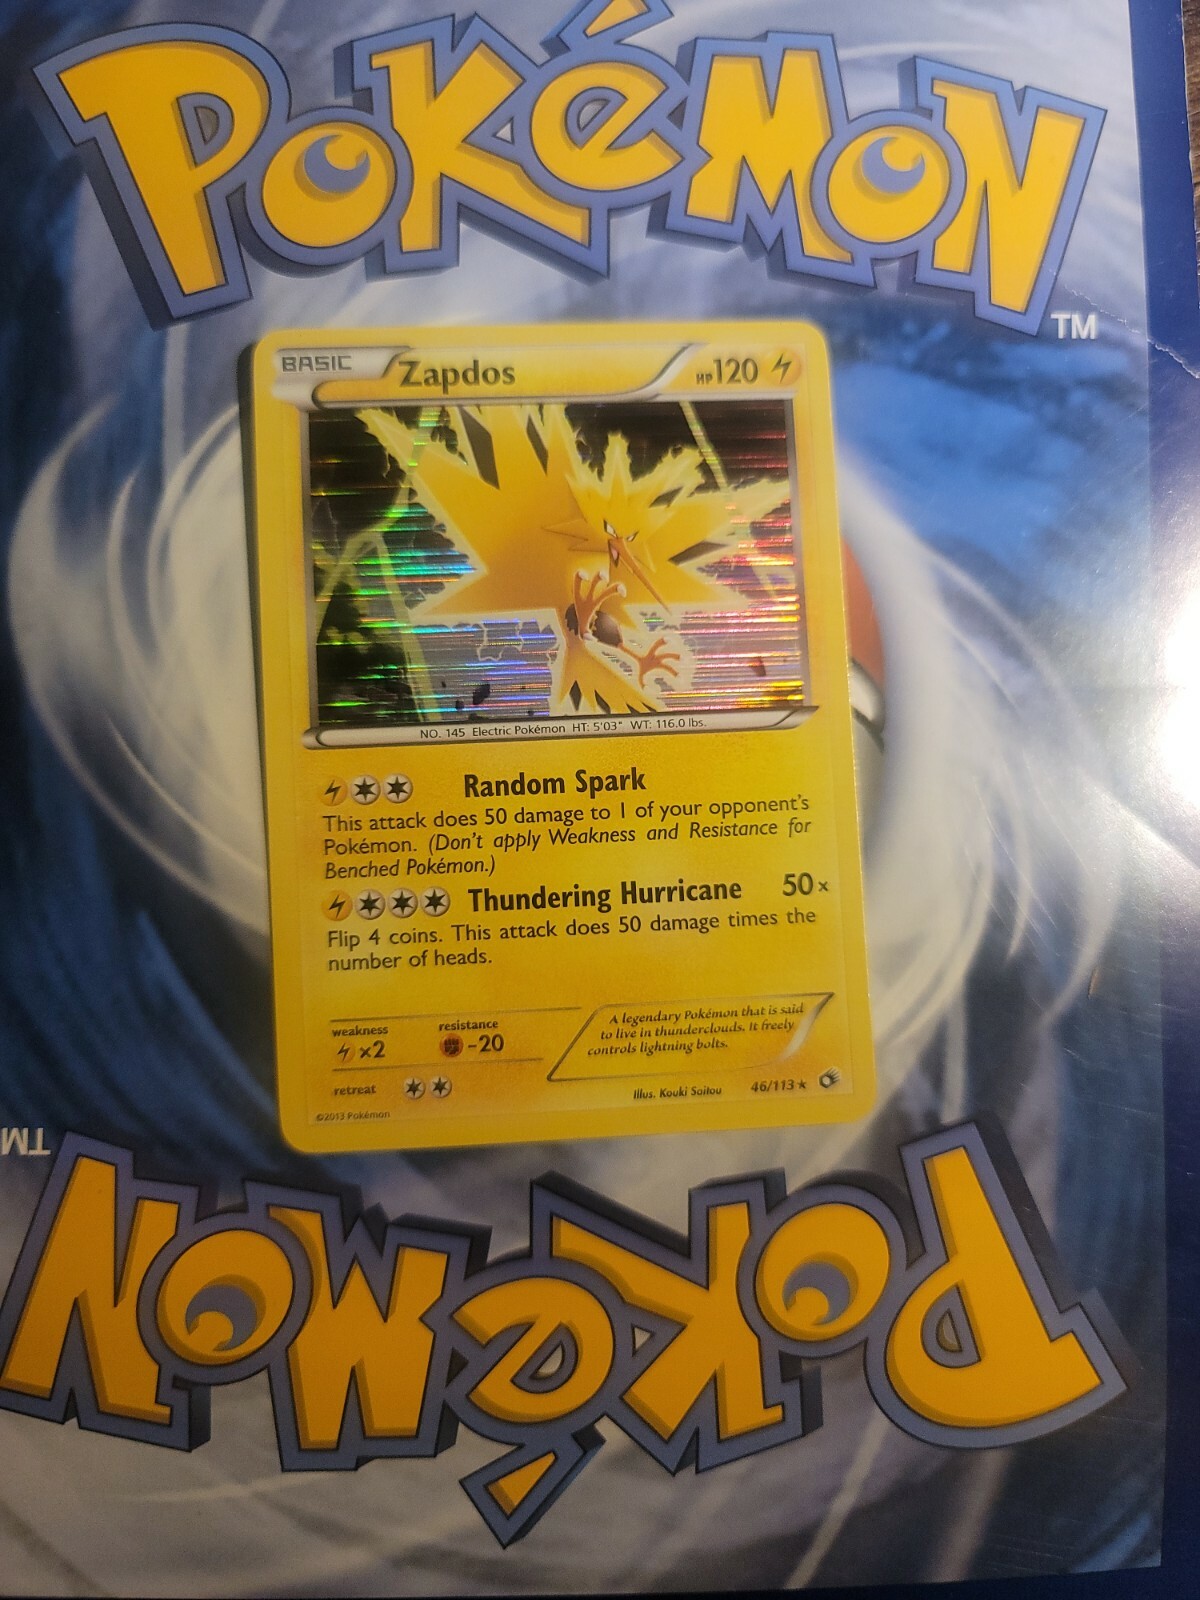 Pokémon
TM
BASIC Zapdos HP120
NO. 145 Electric Pokémon HT: 5'03" WT: 116.0 lbs.
Random Spark
This attack does 50 damage to 1 of your opponent's
Pokémon. (Don't apply Weakness and Resistance for
Benched Pokémon.)
Thundering Hurricane 50×
Flip 4 coins. This attack does 50 damage times the
number of heads.
weakness resistance
×2 -20
retreat
A legendary Pokémon that is said
to live in thunderclouds. It freely
controls lightning bolts.
Illus. Kouki Saitou 46/113 ★
©2013 Pokémon
TM
Pokémon